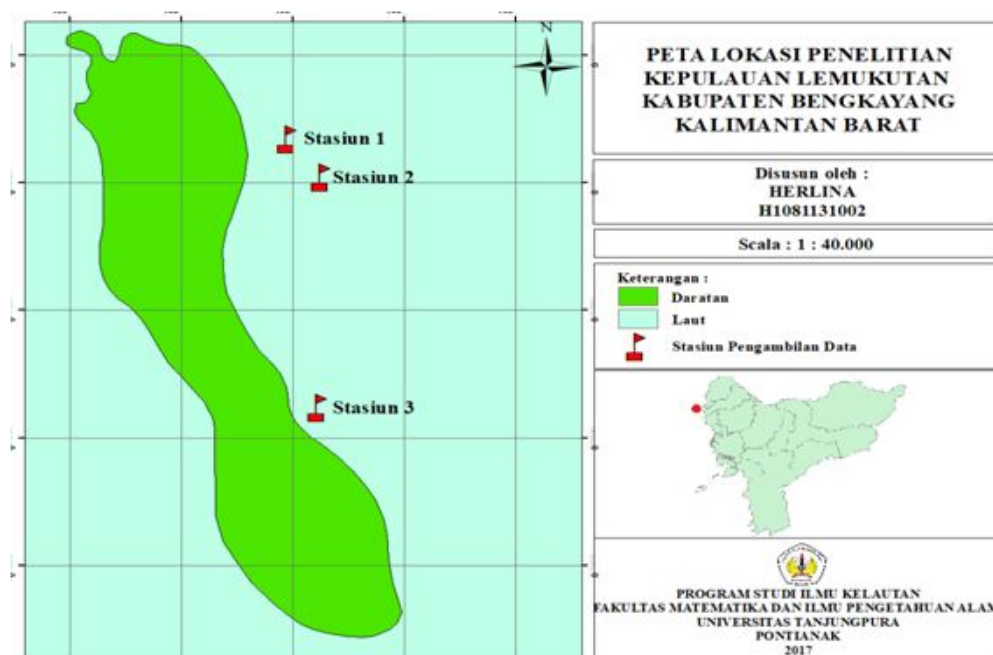 N
Stasiun 1
Stasiun 2
Stasiun 3
PETA LOKASI PENELITIAN
KEPULAUAN LEMUKUTAN
KABUPATEN BENGKAYANG
KALIMANTAN BARAT
Disusun oleh :
HERLINA
H1081131002
Scala : 1 : 40.000
Keterangan :
Daratan
Laut
Stasiun Pengambilan Data
PROGRAM STUDI ILMU KELAUTAN
FAKULTAS MATEMATIKA DAN ILMU PENGETAHUAN ALAM
UNIVERSITAS TANJUNGPURA
PONTIANAK
2017